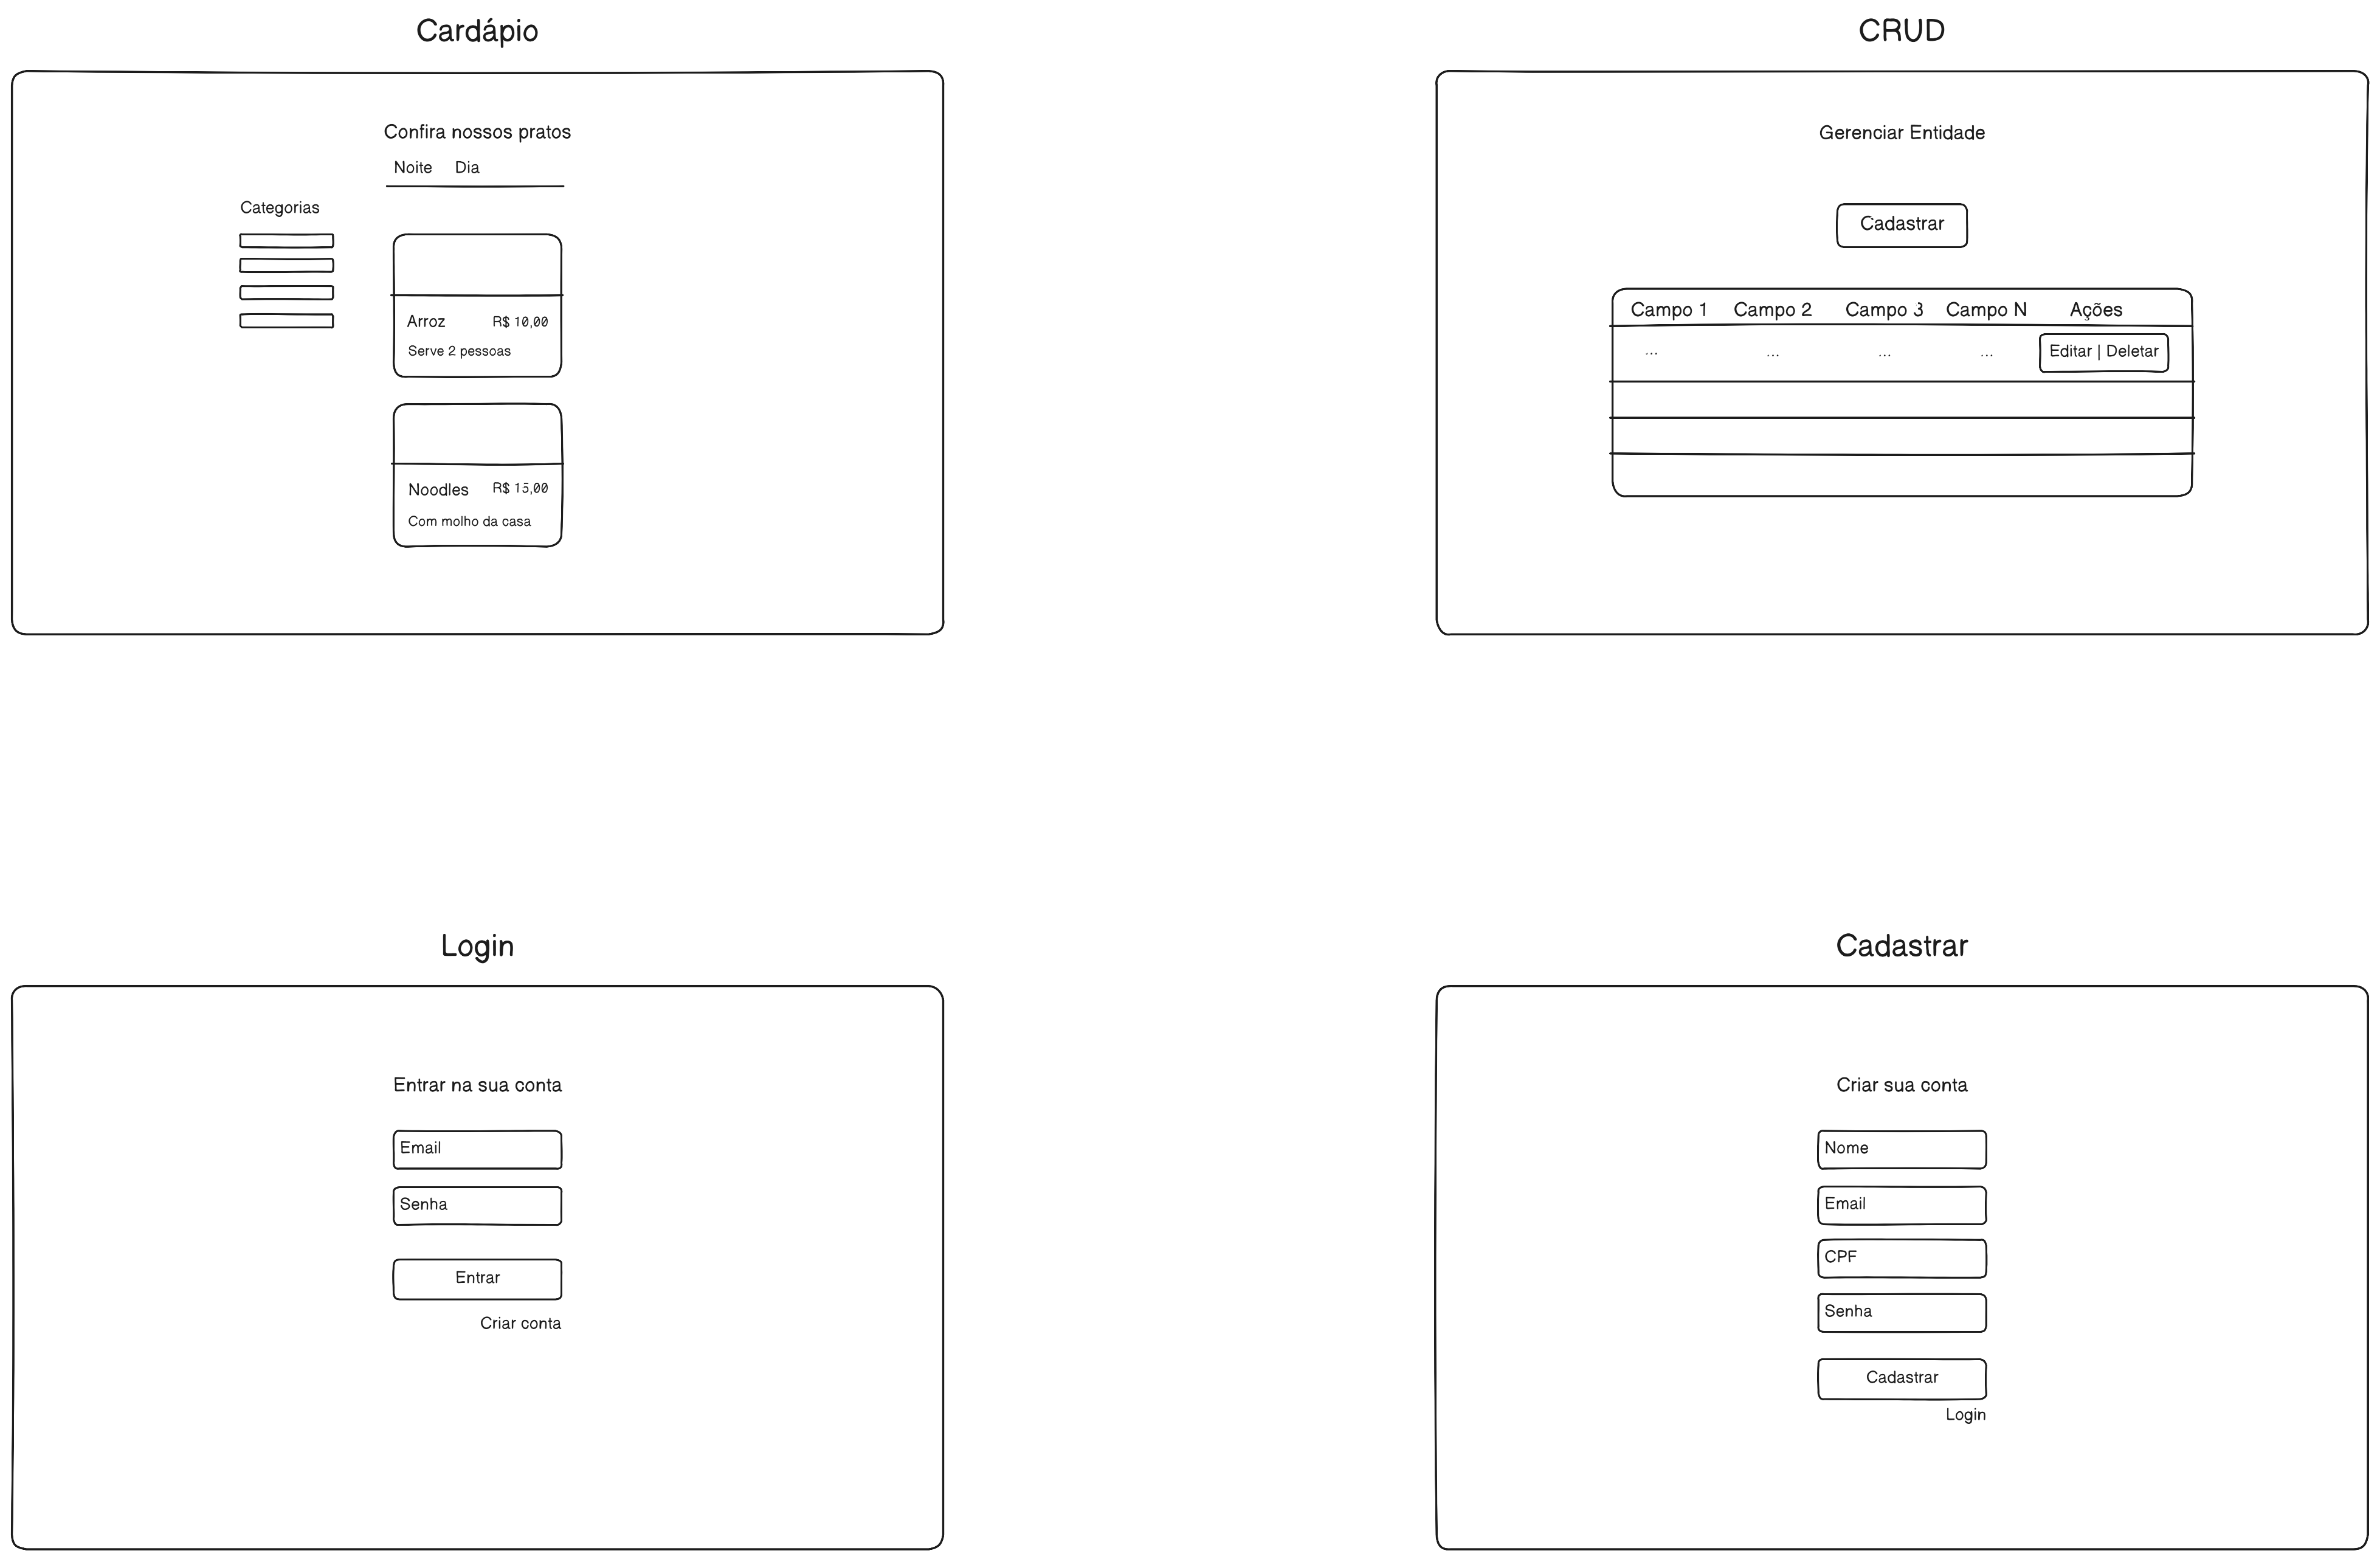 Cardápio
Confira nossos pratos
Noite Dia
Categorias
Arroz R$ 10,00
Serve 2 pessoas
Noodles R$ 15,00
Com molho da casa
CRUD
Gerenciar Entidade
Cadastrar
Campo 1 Campo 2 Campo 3 Campo N Ações
... ... ... ... Editar | Deletar
Login
Entrar na sua conta
Email
Senha
Entrar
Criar conta
Cadastrar
Criar sua conta
Nome
Email
CPF
Senha
Cadastrar
Login